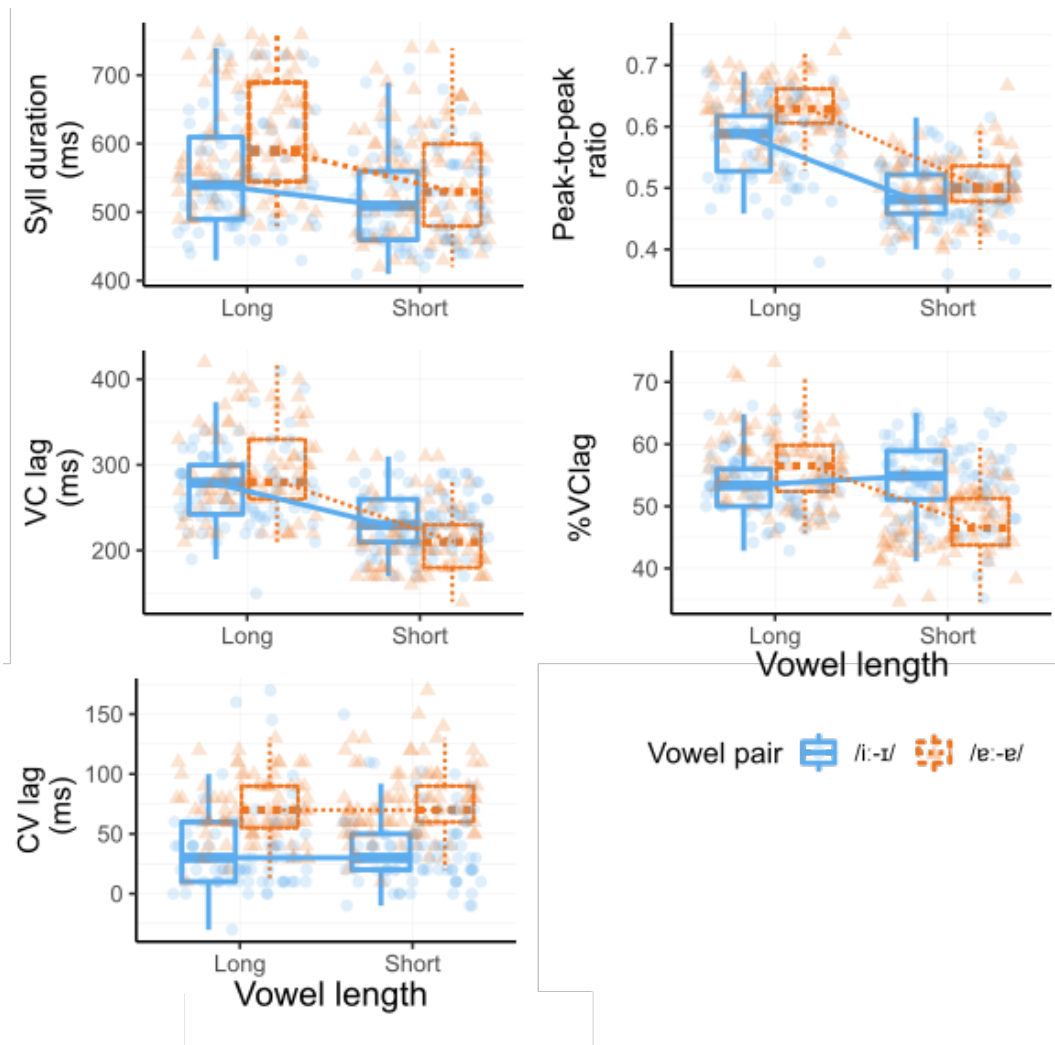 Syll duration
(ms)
700
600
500
400
Long Short
Peak-to-peak
ratio
0.7
0.6
0.5
0.4
Long Short
VC lag
(ms)
400
300
200
Long Short
%VClag
70
60
50
40
Long Short
Vowel length
CV lag
(ms)
150
100
50
0
Long Short
Vowel length
Vowel pair /iː-ɪ/ /ɐː-ɐ/